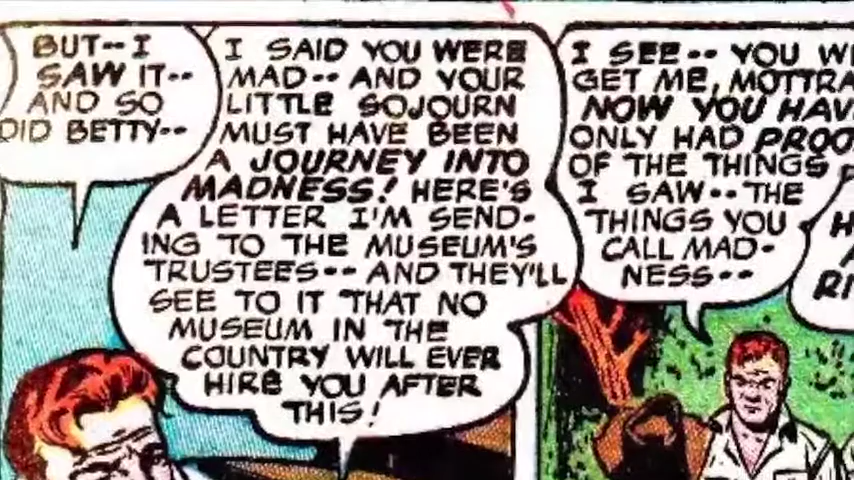 BUT--I
SAW IT--
AND SO
DID BETTY--
I SAID YOU WERE
MAD--AND YOUR
LITTLE SOJOURN
MUST HAVE BEEN
A JOURNEY INTO
MADNESS! HERE'S
A LETTER I'M SEND-
ING TO THE MUSEUM'S
TRUSTEES--AND THEY'LL
SEE TO IT THAT NO
MUSEUM IN THE
COUNTRY WILL EVER
HIRE YOU AFTER
THIS!
I SEE--YOU
GET ME, MOTTRA
NOW YOU HAV
ONLY HAD PROO
OF THE THINGS
I SAW--THE
THINGS YOU
CALL MAD-
NESS--